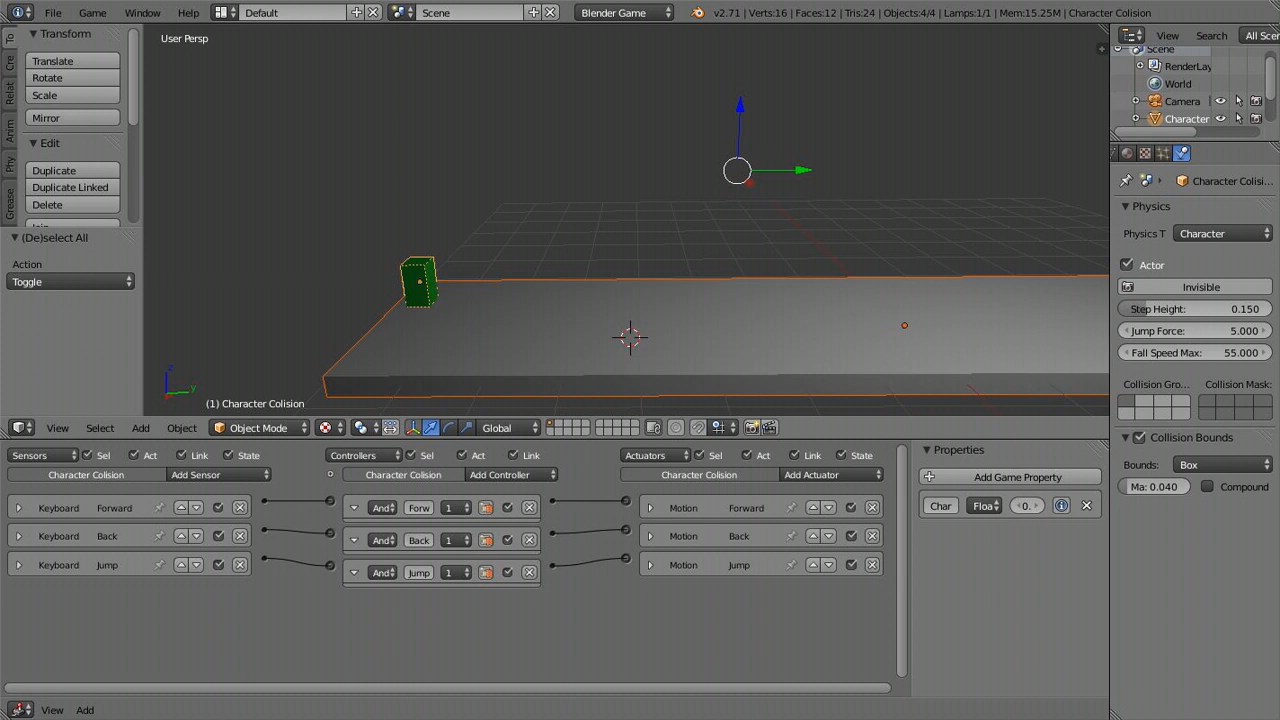 File Game Window Help Default Scene Blender Game v2.71 | Verts:16 | Faces:12 | Tris:24 | Objects:4/4 | Lamps:1/1 | Mem:15.25M | Character Colision
Transform
Translate
Rotate
Scale
Mirror
Edit
Duplicate
Duplicate Linked
Delete
To
Cre
Relat
Anim
Phy
Grease
(De)select All
Action
Toggle
User Persp
z
y
(1) Character Colision
View Select Add Object Object Mode Global
View Search All Scen
Scene
RenderLay
World
Camera
Character
Character Colisi...
Physics
Physics T Character
Actor
Invisible
Step Height: 0.150
Jump Force: 5.000
Fall Speed Max: 55.000
Collision Gro... Collision Mask:
Collision Bounds
Bounds: Box
Ma: 0.040 Compound
Sensors Sel Act Link State
Character Colision Add Sensor
Keyboard Forward
Keyboard Back
Keyboard Jump
Controllers Sel Act Link
Character Colision Add Controller
And Forw 1
And Back 1
And Jump 1
Actuators Sel Act Link State
Character Colision Add Actuator
Motion Forward
Motion Back
Motion Jump
Properties
Add Game Property
Char Floa 0.
View Add